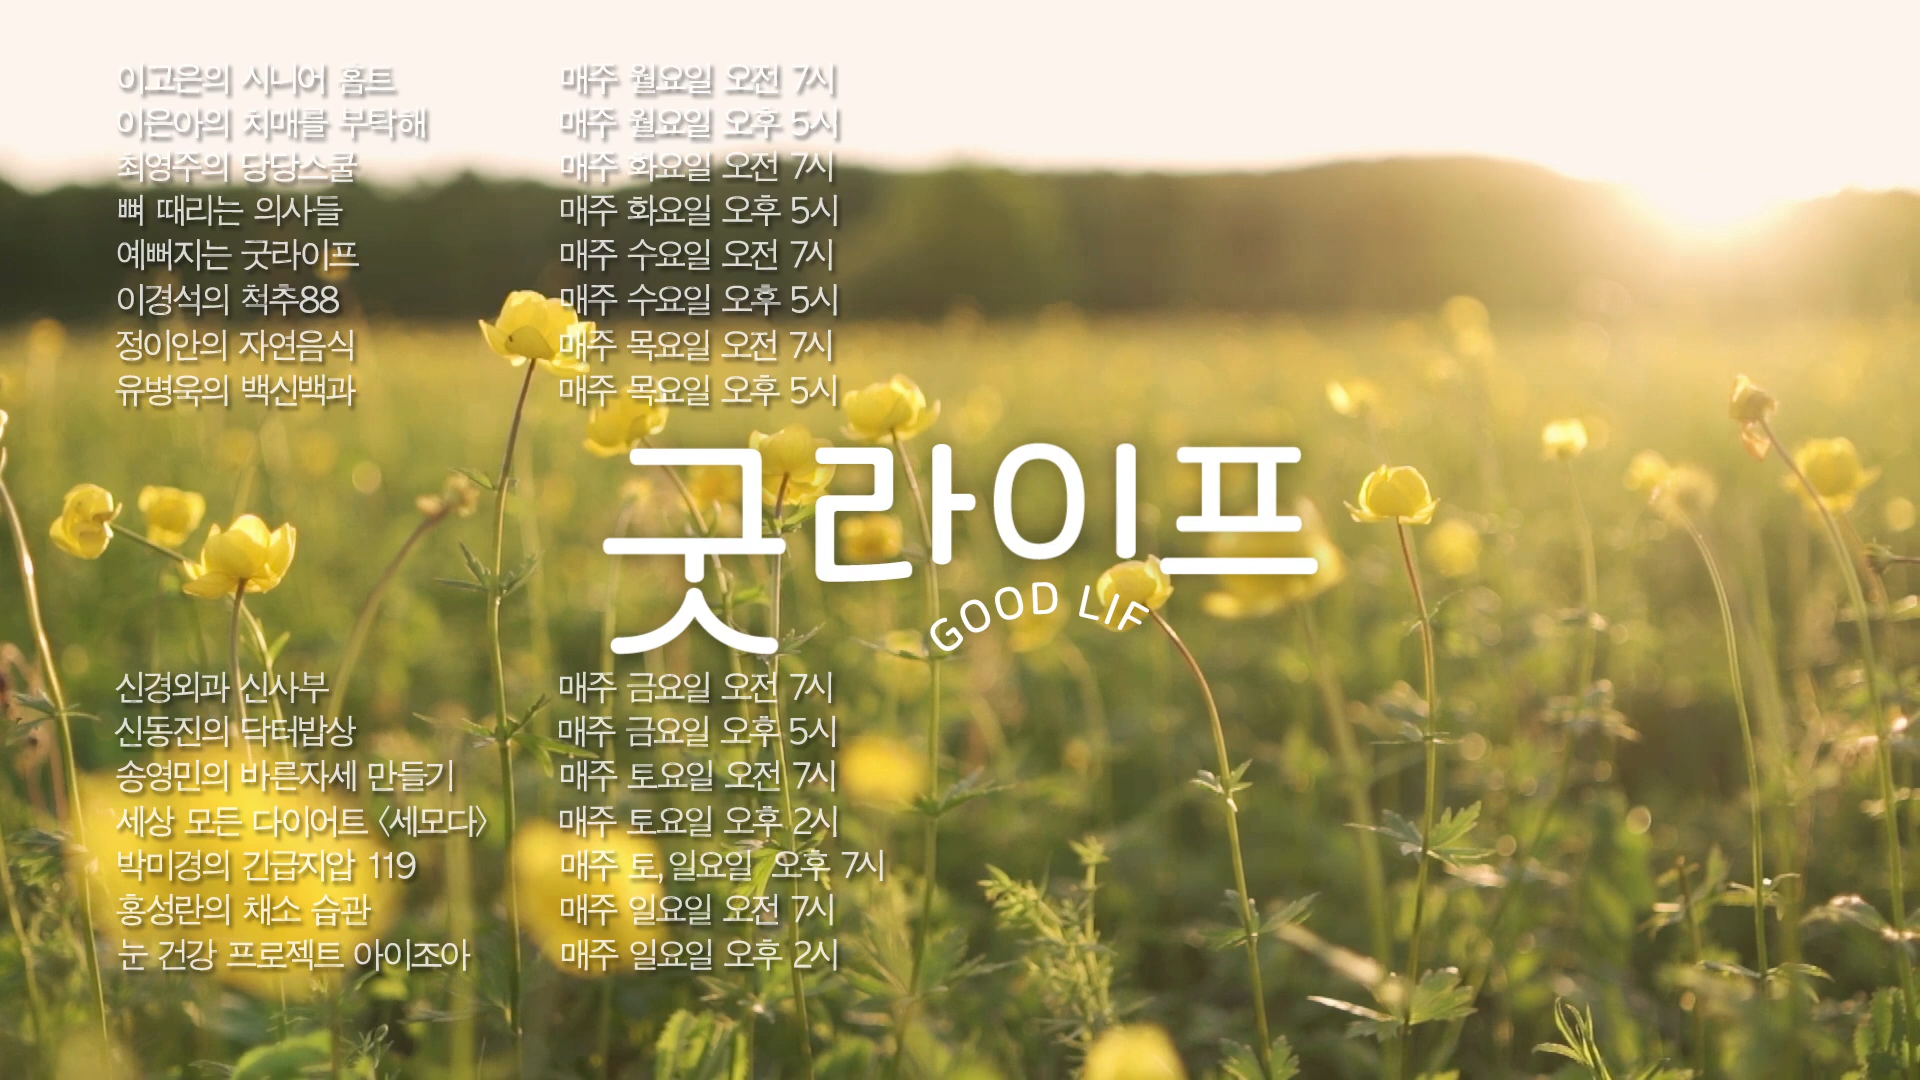 이고은의 시니어 홈트 매주 월요일 오전 7시
이은아의 치매를 부탁해 매주 월요일 오후 5시
최영주의 당당스쿨 매주 화요일 오전 7시
뼈 때리는 의사들 매주 화요일 오후 5시
예뻐지는 굿라이프 매주 수요일 오전 7시
이경석의 척추88 매주 수요일 오후 5시
정이안의 자연음식 매주 목요일 오전 7시
유병욱의 백신백과 매주 목요일 오후 5시
굿라이프
GOOD LIF
신경외과 신사부 매주 금요일 오전 7시
신동진의 닥터밥상 매주 금요일 오후 5시
송영민의 바른자세 만들기 매주 토요일 오전 7시
세상 모든 다이어트 〈세모다〉 매주 토요일 오후 2시
박미경의 긴급지압 119 매주 토,일요일 오후 7시
홍성란의 채소 습관 매주 일요일 오전 7시
눈 건강 프로젝트 아이조아 매주 일요일 오후 2시